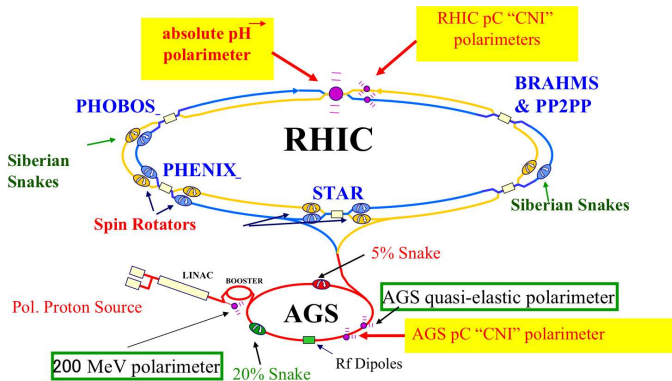 absolute pH
polarimeter
RHIC pC “CNI”
polarimeters
PHOBOS
BRAHMS
& PP2PP
RHIC
Siberian
Snakes
PHENIX
STAR
Siberian Snakes
Spin Rotators
5% Snake
LINAC
BOOSTER
Pol. Proton Source
AGS
AGS quasi-elastic polarimeter
AGS pC “CNI” polarimeter
200 MeV polarimeter
Rf Dipoles
20% Snake